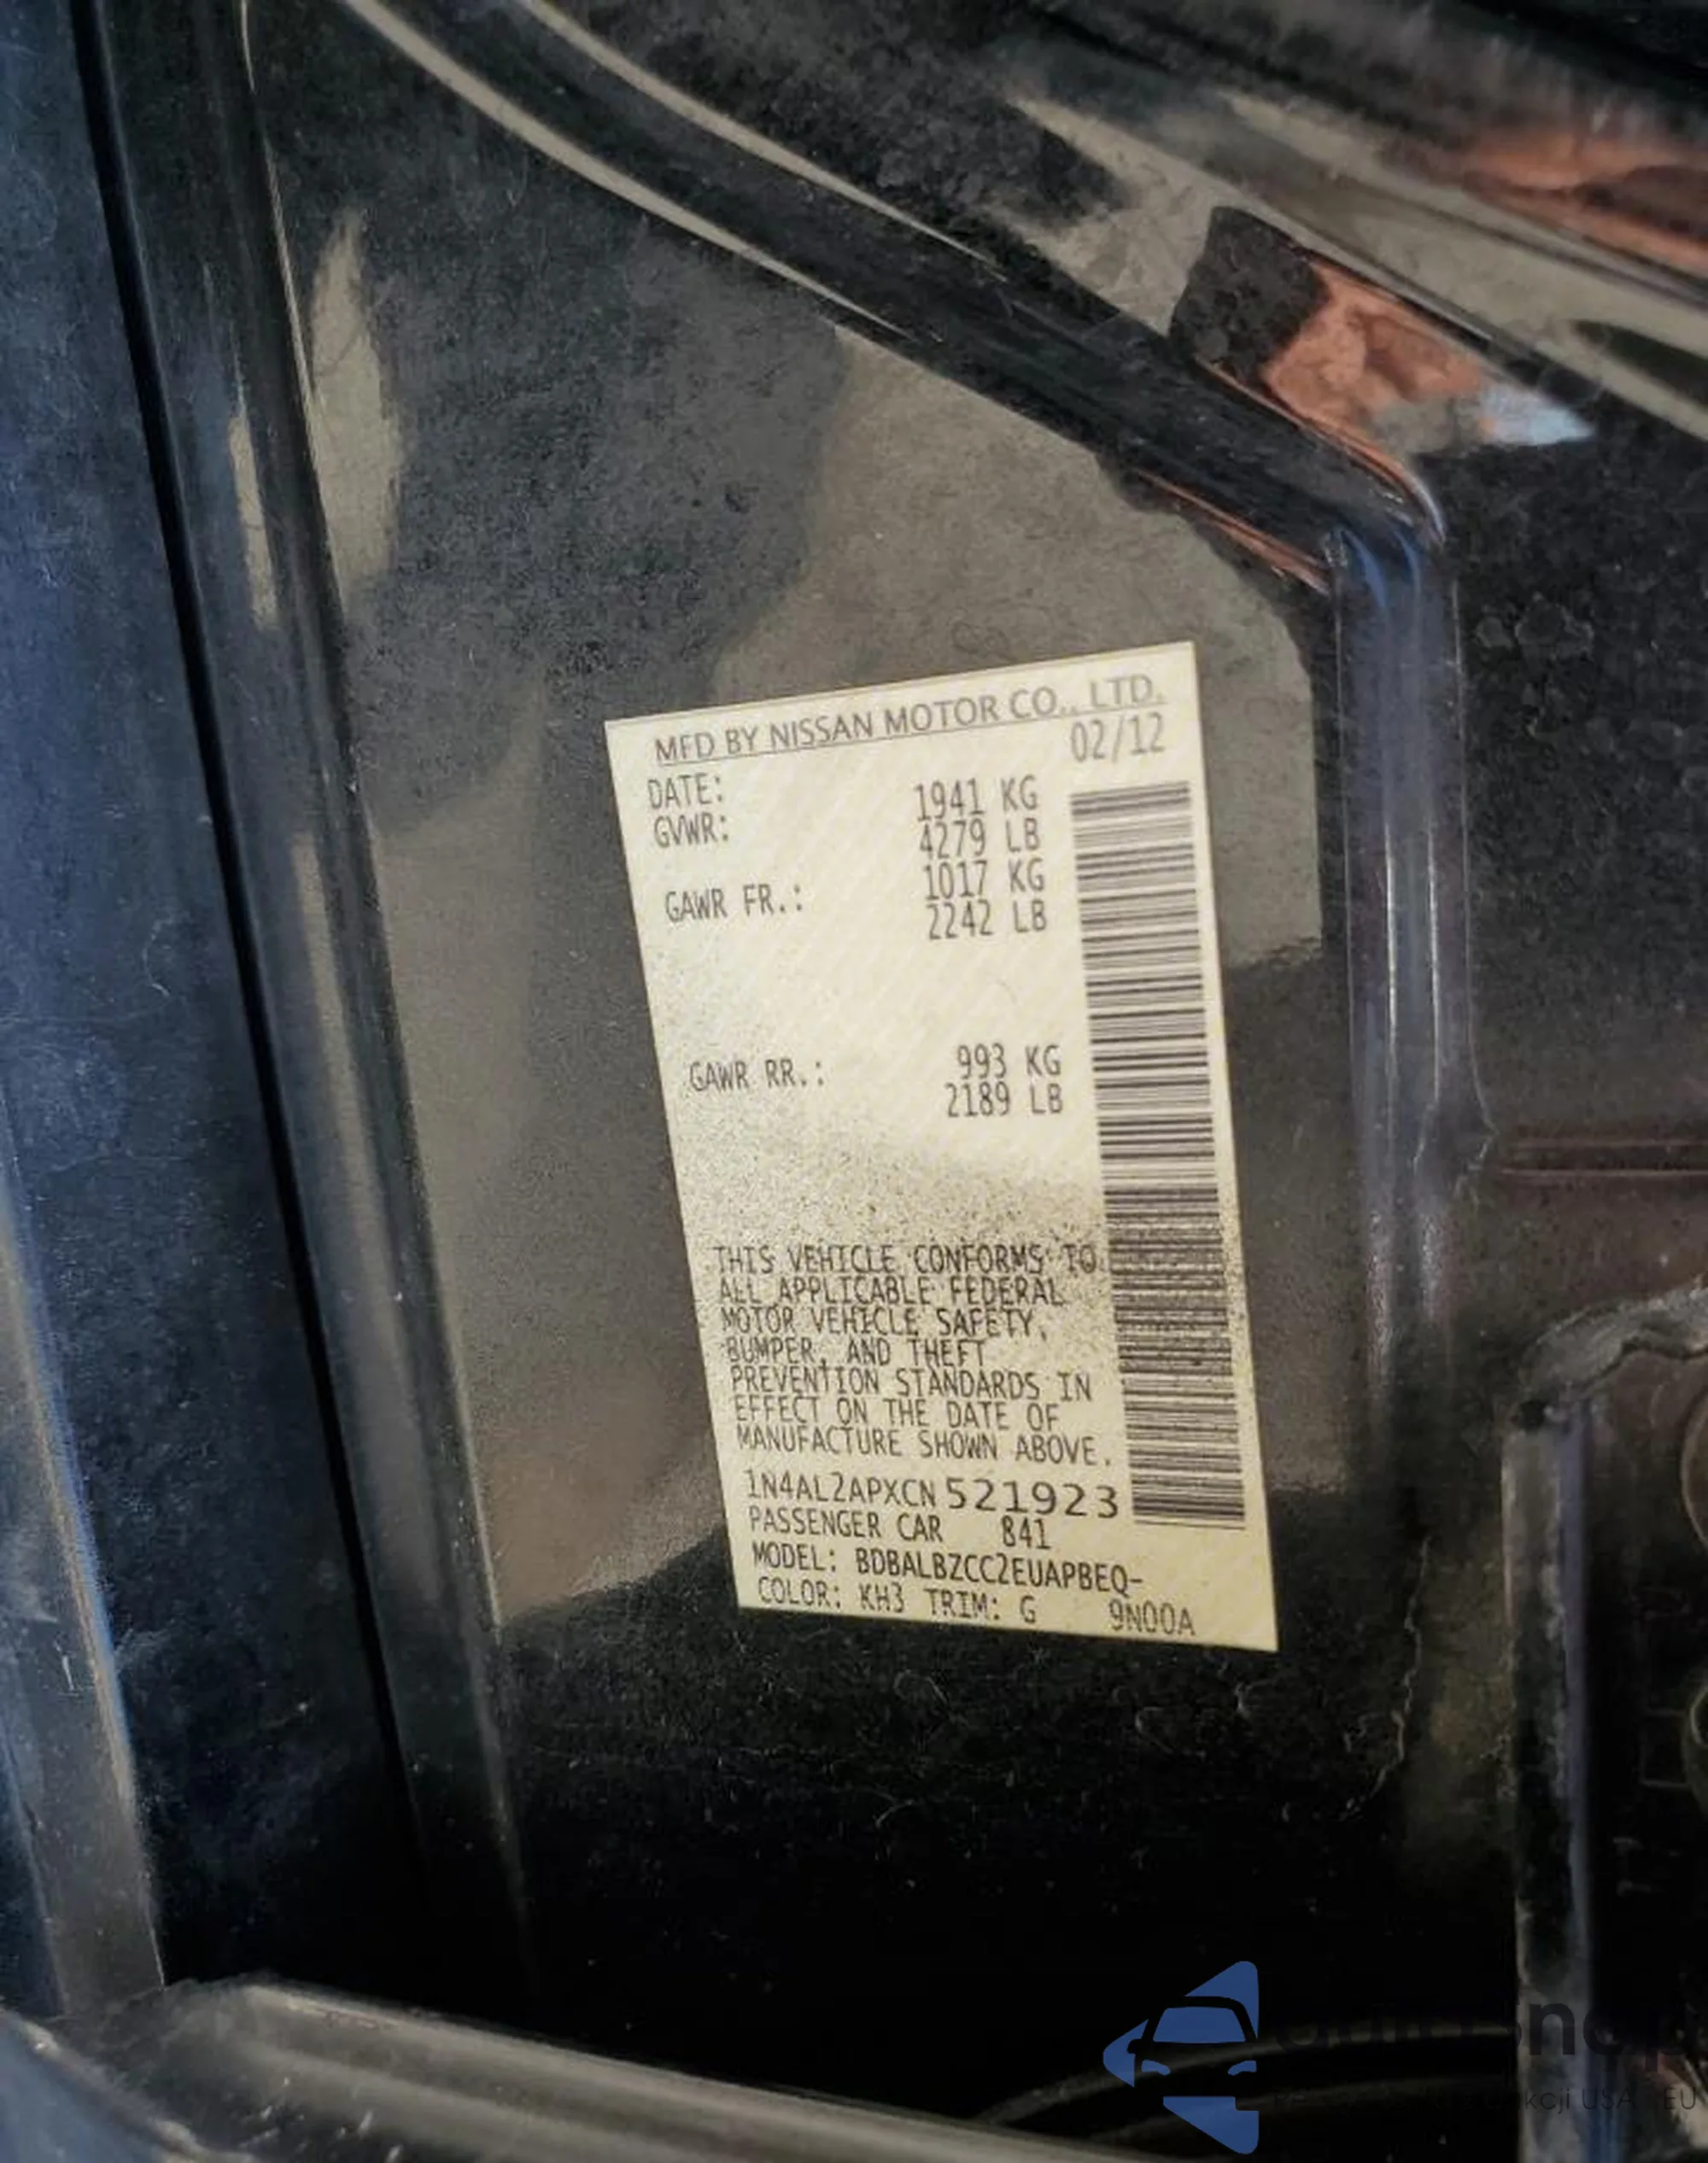 MFD BY NISSAN MOTOR CO., LTD.
DATE: 02/12
GVWR: 1941 KG
4279 LB
GAWR FR.: 1017 KG
2242 LB
GAWR RR.: 993 KG
2189 LB
THIS VEHICLE CONFORMS TO
ALL APPLICABLE FEDERAL
MOTOR VEHICLE SAFETY,
BUMPER, AND THEFT
PREVENTION STANDARDS IN
EFFECT ON THE DATE OF
MANUFACTURE SHOWN ABOVE.
1N4AL2APXCN521923
PASSENGER CAR 841
MODEL: BDBALBZCC2EUAPBEQ-
COLOR: KH3 TRIM: G 9N00A
USA
EU